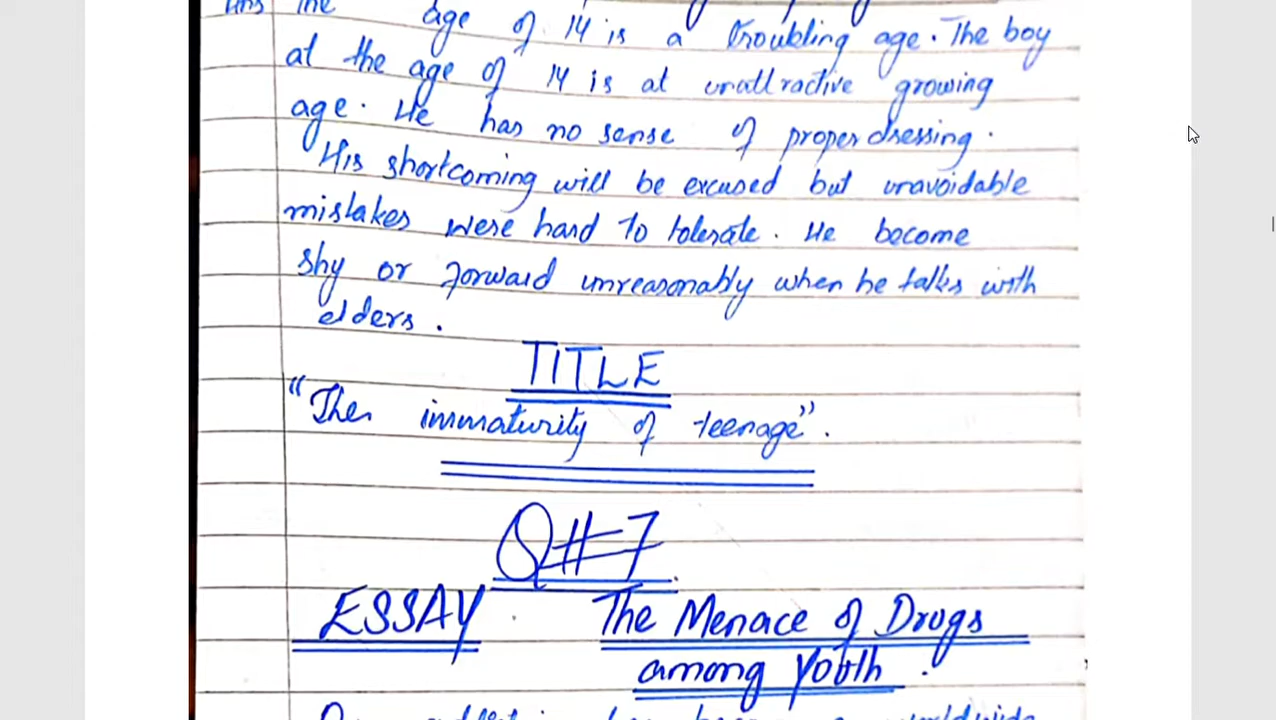 the
age of 14 is a troubling age. The boy
at the age of 14 is at unattractive growing
age. He has no sense of proper dressing.
His shortcoming will be excused but unavoidable
mistakes were hard to tolerate. He become
shy or forward unreasonably when he talks with
elders.
TITLE
"The immaturity of teenage".
Q#7
ESSAY The Menace of Drugs
among Youth.